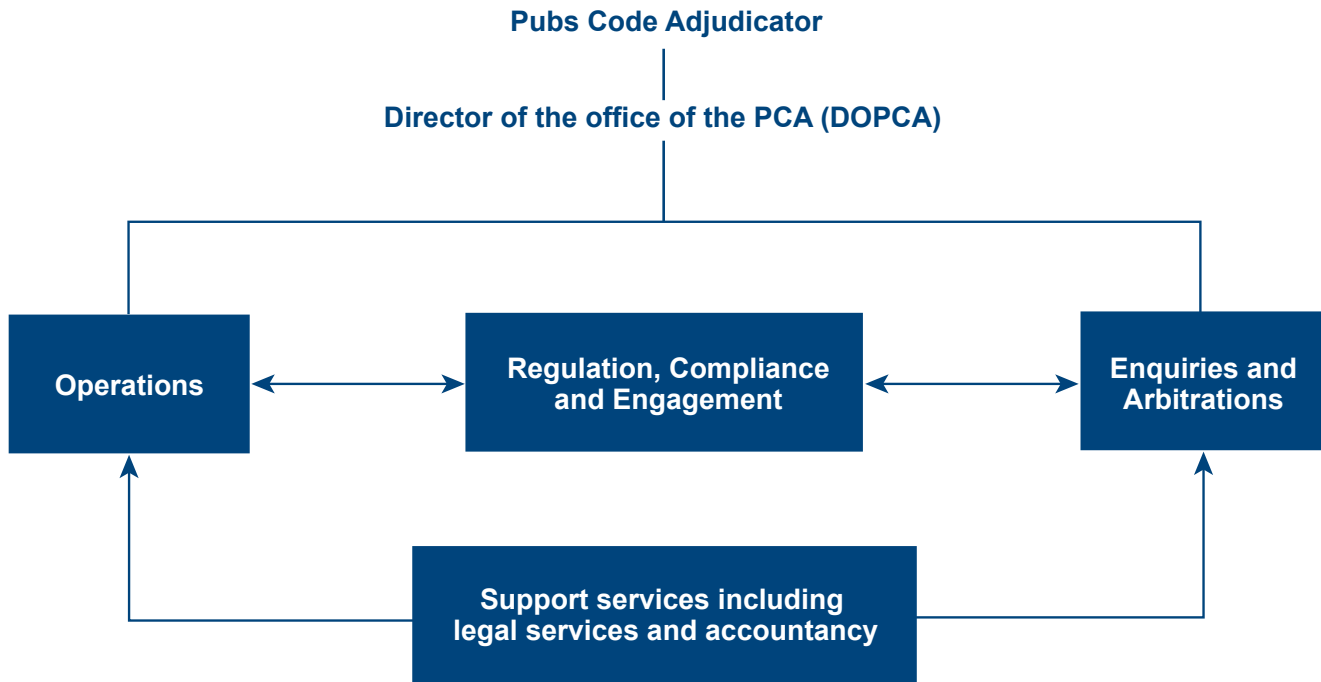 Pubs Code Adjudicator
Director of the office of the PCA (DOPCA)
Operations
Regulation, Compliance
and Engagement
Enquiries and
Arbitrations
Support services including
legal services and accountancy